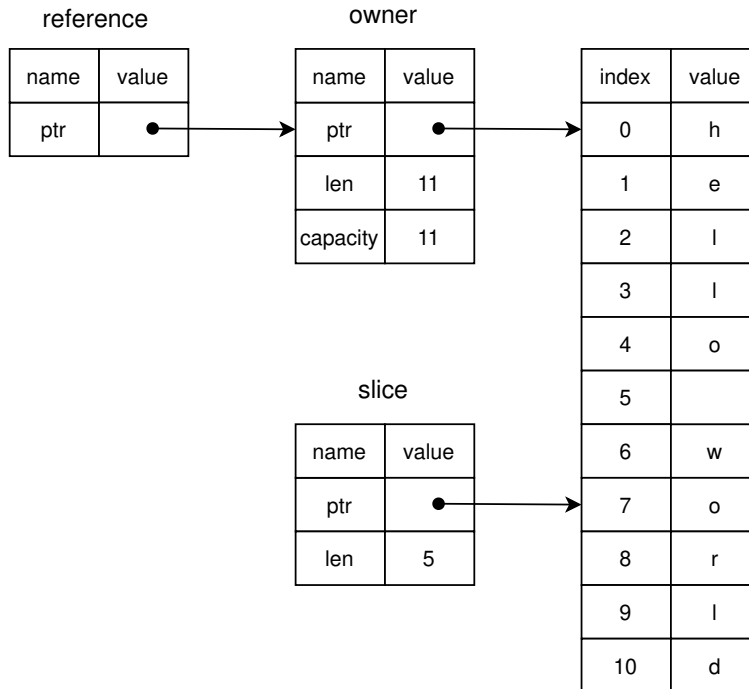 reference
name value
ptr
owner
name value
ptr
len 11
capacity 11
index value
0 h
1 e
2 l
3 l
4 o
5
6 w
7 o
8 r
9 l
10 d
slice
name value
ptr
len 5